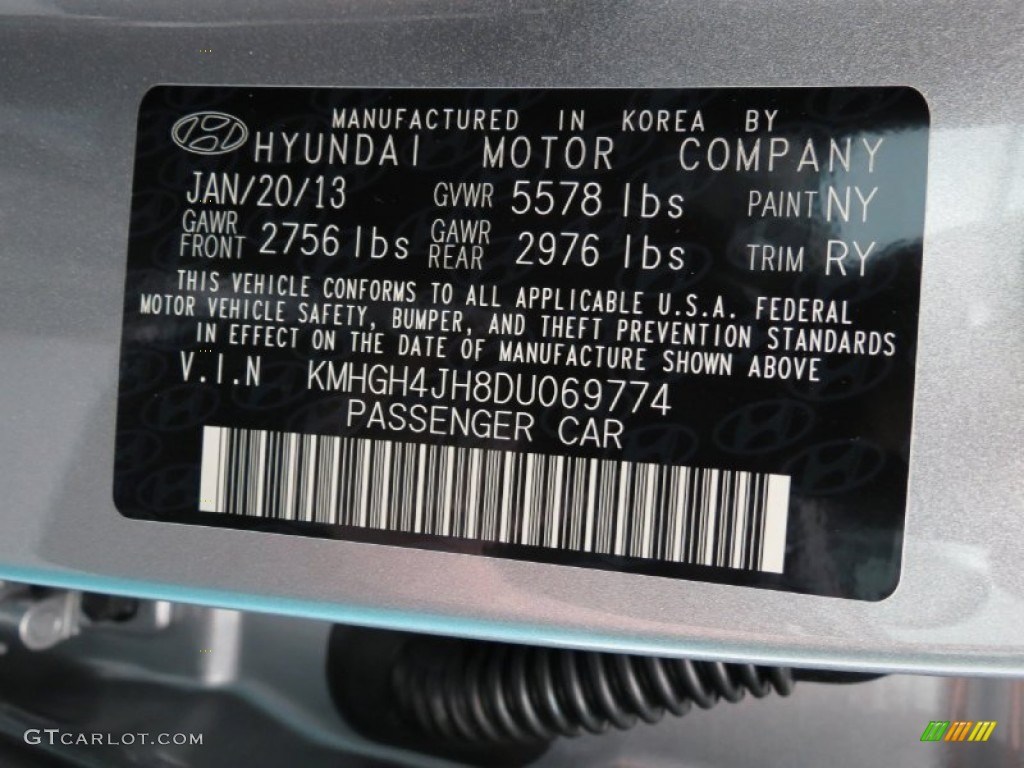 MANUFACTURED IN KOREA BY
HYUNDAI MOTOR COMPANY
JAN/20/13 GVWR 5578 lbs PAINT NY
GAWR FRONT 2756 lbs GAWR REAR 2976 lbs TRIM RY
THIS VEHICLE CONFORMS TO ALL APPLICABLE U.S.A. FEDERAL
MOTOR VEHICLE SAFETY, BUMPER, AND THEFT PREVENTION STANDARDS
IN EFFECT ON THE DATE OF MANUFACTURE SHOWN ABOVE
V.I.N KMHGH4JH8DU069774
PASSENGER CAR
GTCARLOT.COM